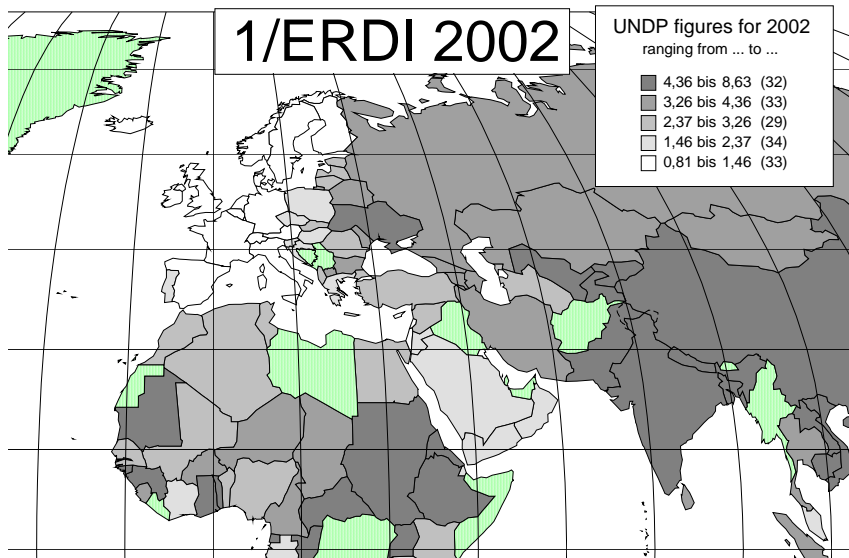 1/ERDI 2002
UNDP figures for 2002
ranging from ... to ...
4,36 bis 8,63 (32)
3,26 bis 4,36 (33)
2,37 bis 3,26 (29)
1,46 bis 2,37 (34)
0,81 bis 1,46 (33)